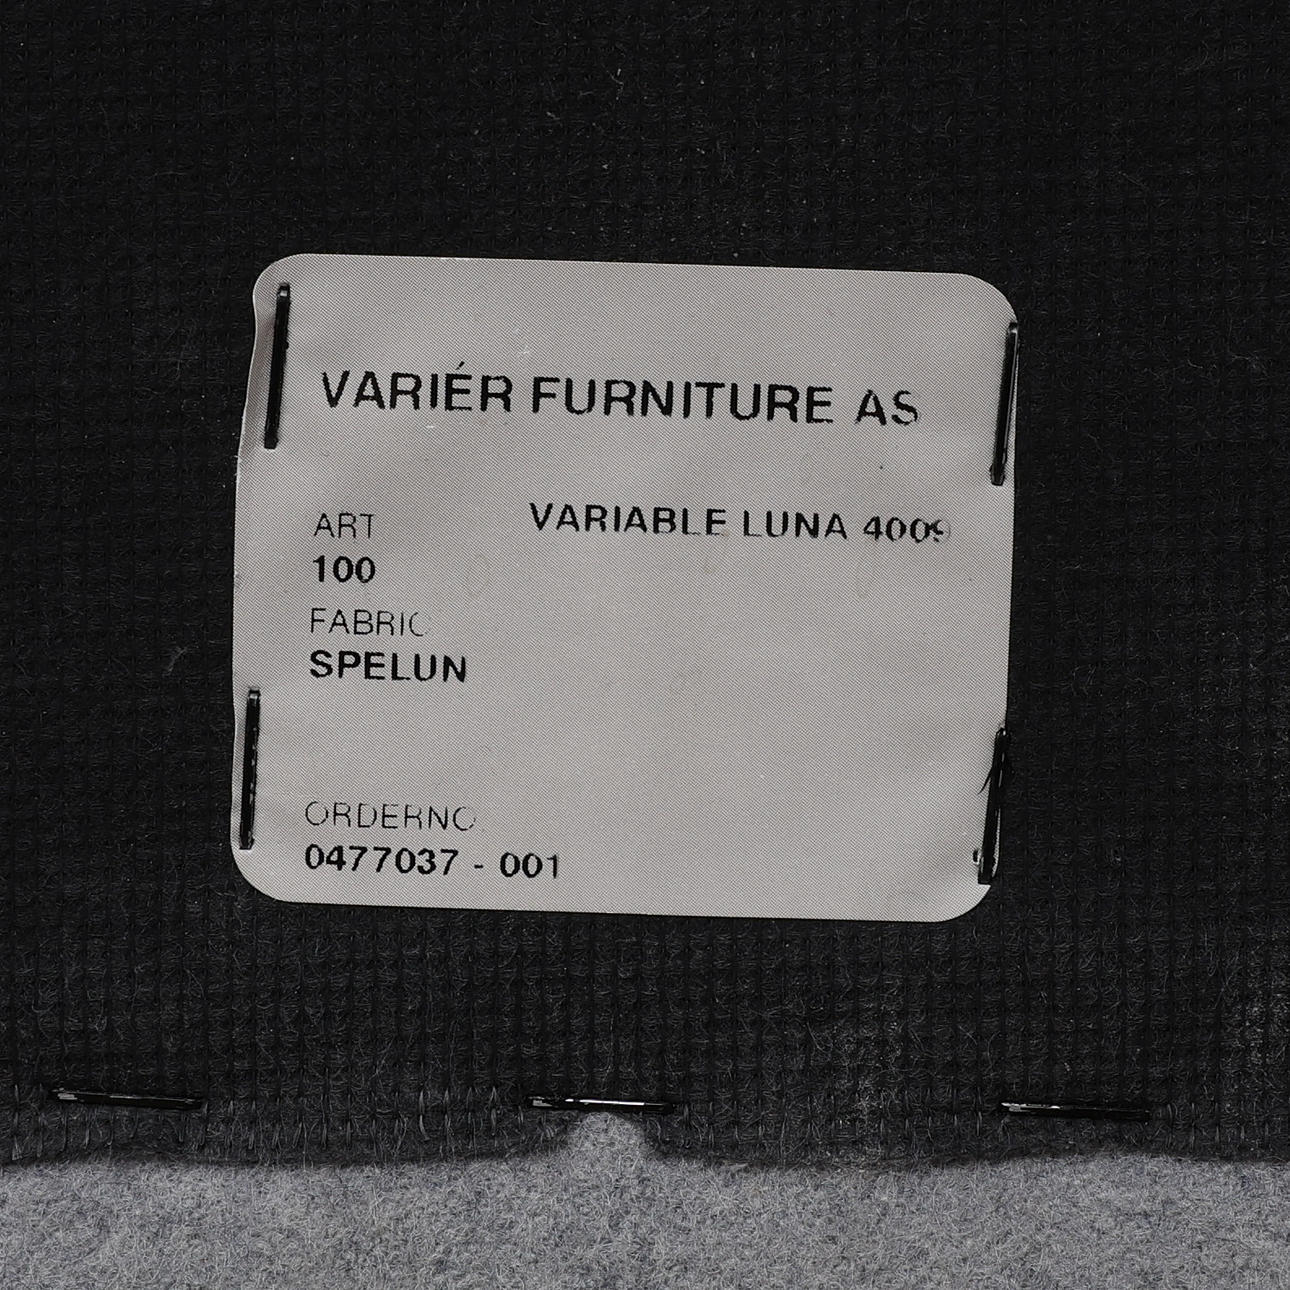 VARIÉR FURNITURE AS
ART VARIABLE LUNA 4009
100
FABRIC
SPELUN
ORDERNO
0477037 - 001